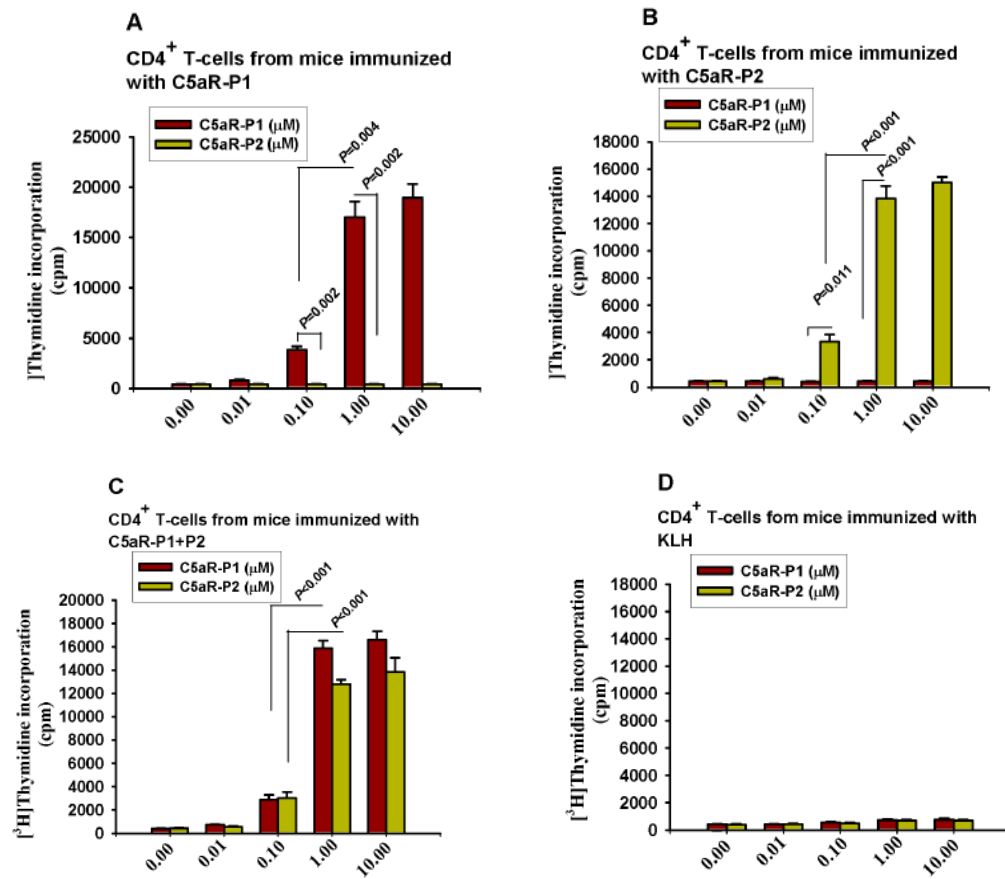 A
CD4+ T-cells from mice immunized
with C5aR-P1
C5aR-P1 (μM)
C5aR-P2 (μM)
]Thymidine incorporation
(cpm)
25000
20000
15000
10000
5000
0
P=0.004
P=0.002
P=0.002
0.00
0.01
0.10
1.00
10.00
B
CD4+ T-cells from mice immunized
with C5aR-P2
C5aR-P1 (μM)
C5aR-P2 (μM)
]Thymidine incorporation
(cpm)
18000
16000
14000
12000
10000
8000
6000
4000
2000
0
P<0.001
P<0.001
P=0.011
0.00
0.01
0.10
1.00
10.00
C
CD4+ T-cells from mice immunized with
C5aR-P1+P2
C5aR-P1 (μM)
C5aR-P2 (μM)
[³H]Thymidine incorporation
(cpm)
20000
18000
16000
14000
12000
10000
8000
6000
4000
2000
0
P<0.001
P<0.001
0.00
0.01
0.10
1.00
10.00
D
CD4+ T-cells fom mice immunized with
KLH
C5aR-P1 (μM)
C5aR-P2 (μM)
[³H]Thymidine incorporation
(cpm)
18000
16000
14000
12000
10000
8000
6000
4000
2000
0
0.00
0.01
0.10
1.00
10.00